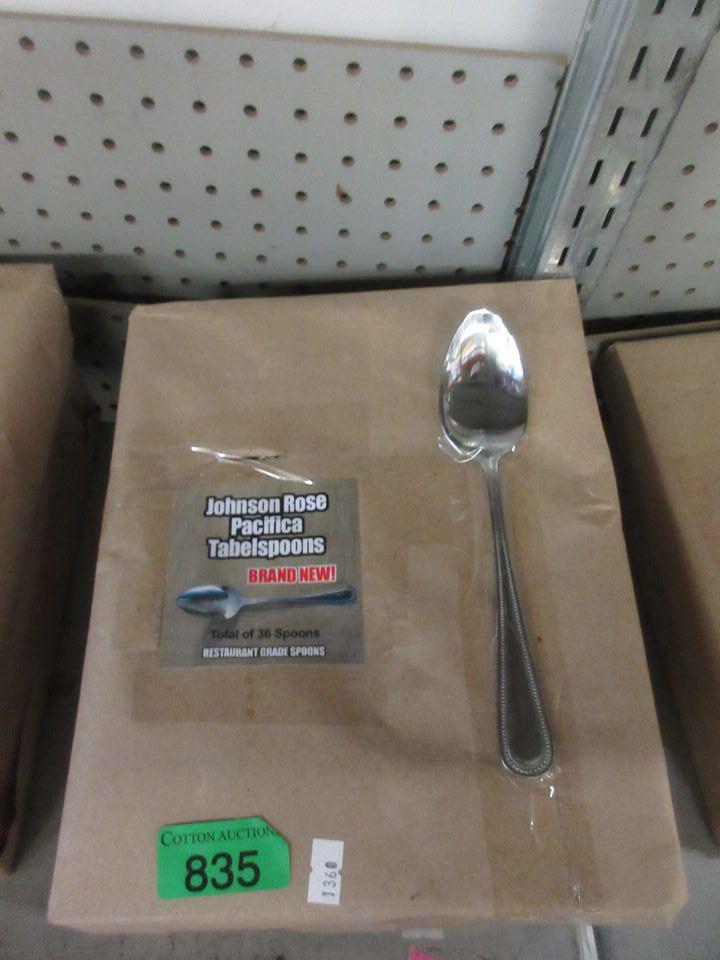 Johnson Rose
Pacifica
Tabelspoons
BRAND NEW!
Total of 36 Spoons
RESTAURANT GRADE SPOONS
COTTON AUCTION
835
1360